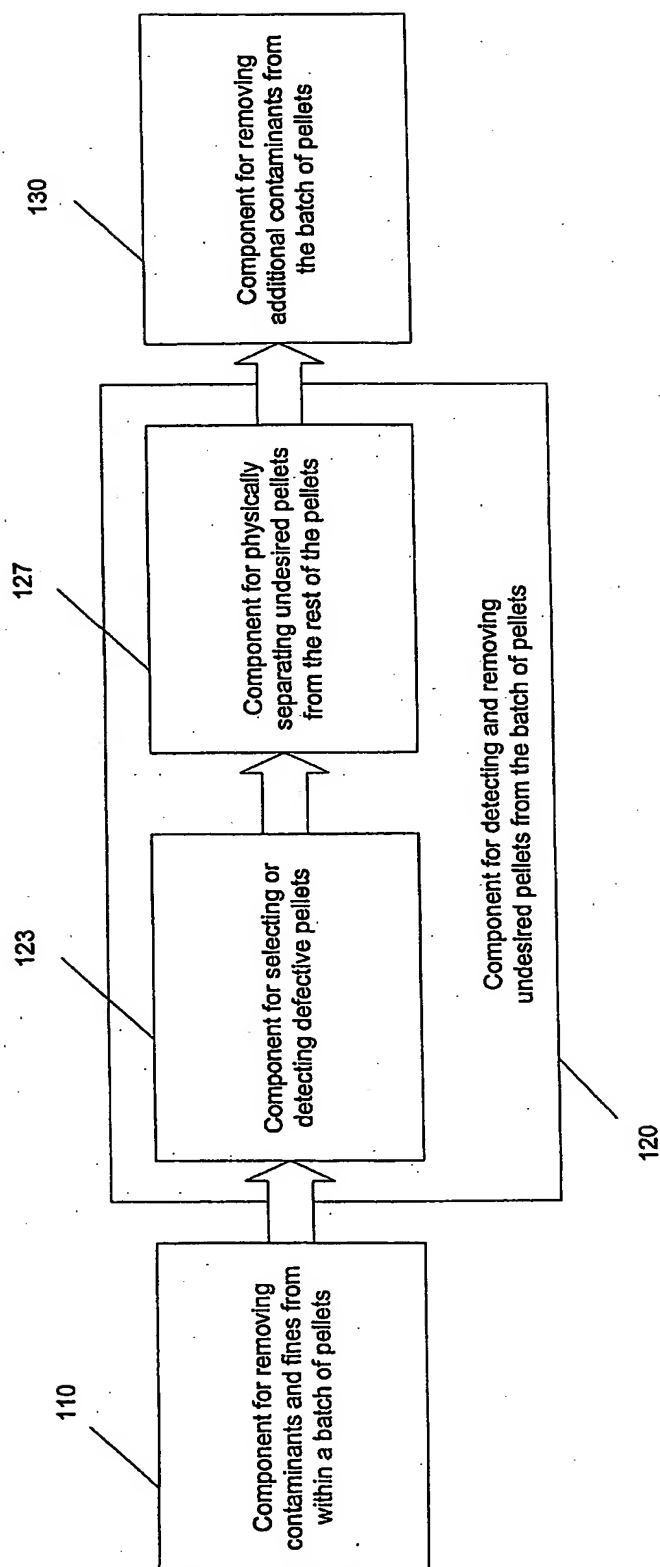 110
Component for removing
contaminants and fines from
within a batch of pellets
123
Component for selecting or
detecting defective pellets
127
Component for physically
separating undesired pellets
from the rest of the pellets
Component for detecting and removing
undesired pellets from the batch of pellets
120
130
Component for removing
additional contaminants from
the batch of pellets